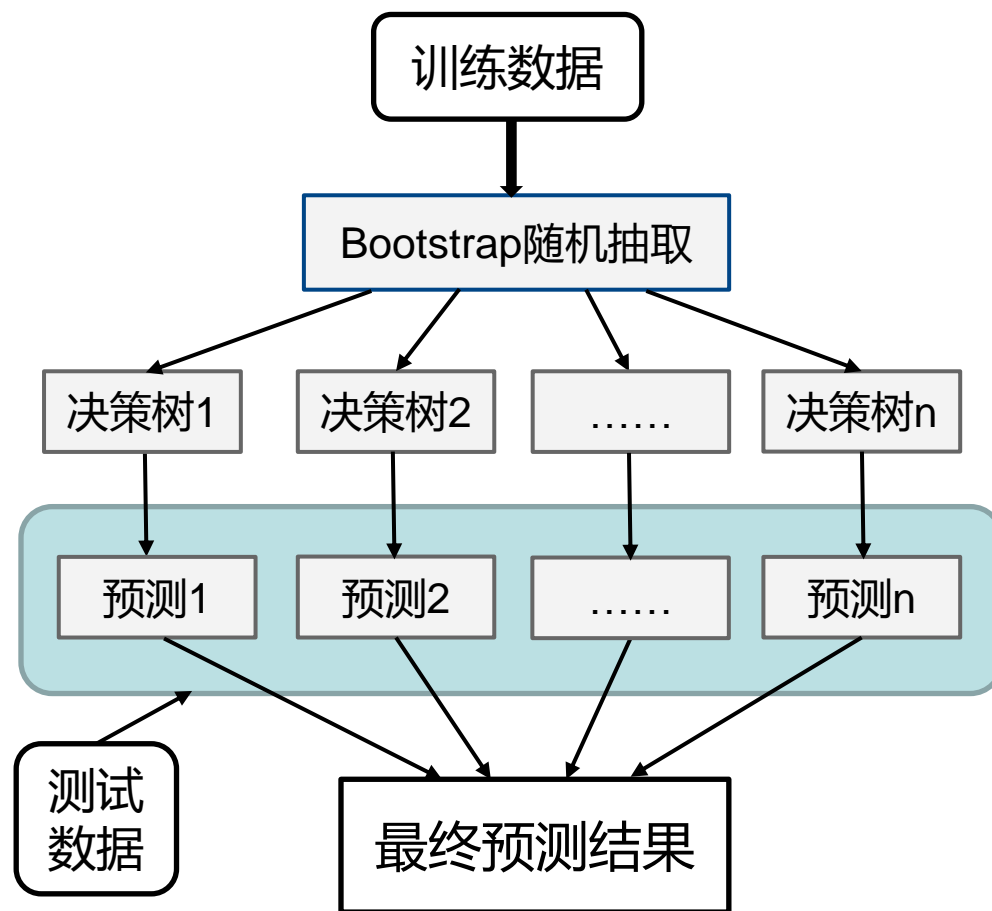 训练数据
Bootstrap随机抽取
决策树1
决策树2
……
决策树n
预测1
预测2
……
预测n
测试
数据
最终预测结果